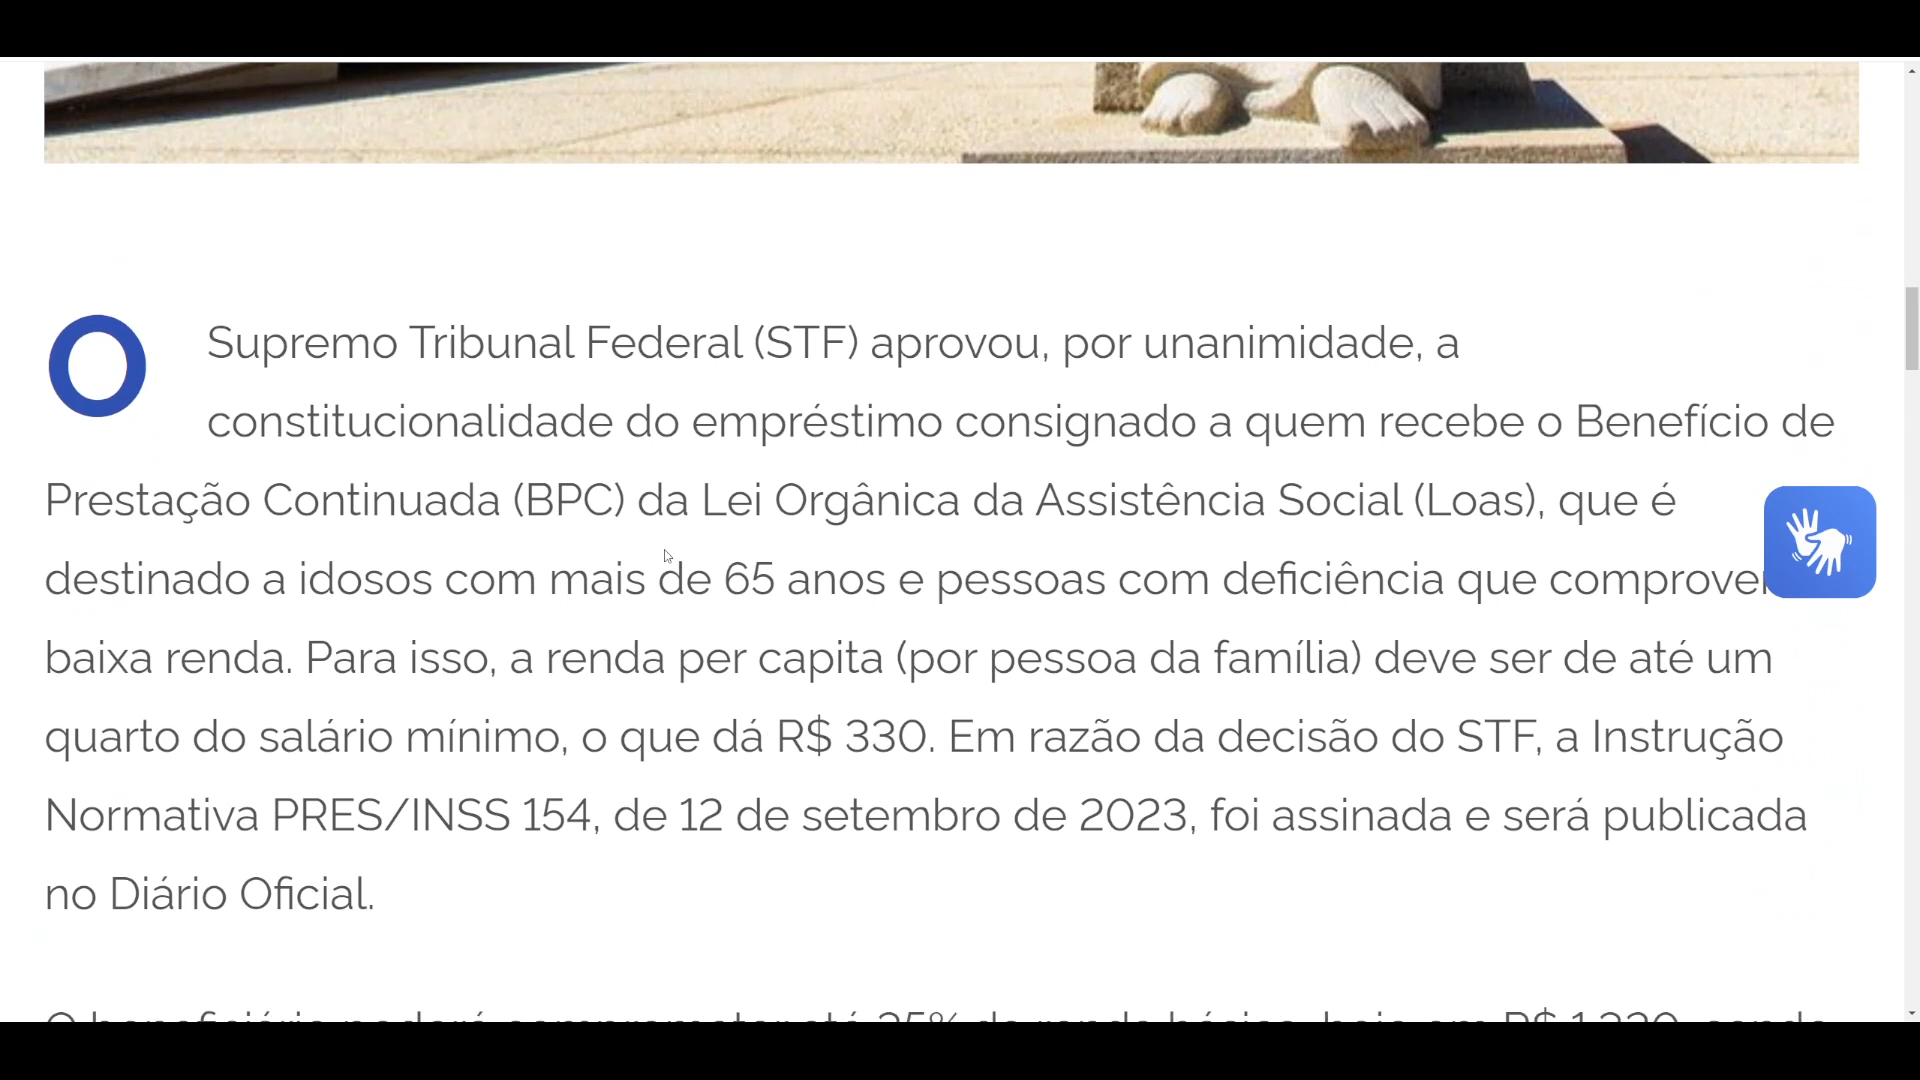 O Supremo Tribunal Federal (STF) aprovou, por unanimidade, a
constitucionalidade do empréstimo consignado a quem recebe o Benefício de
Prestação Continuada (BPC) da Lei Orgânica da Assistência Social (Loas), que é
destinado a idosos com mais de 65 anos e pessoas com deficiência que
baixa renda. Para isso, a renda per capita (por pessoa da família) deve ser de até um
quarto do salário mínimo, o que dá R$ 330. Em razão da decisão do STF, a Instrução
Normativa PRES/INSS 154, de 12 de setembro de 2023, foi assinada e será publicada
no Diário Oficial.